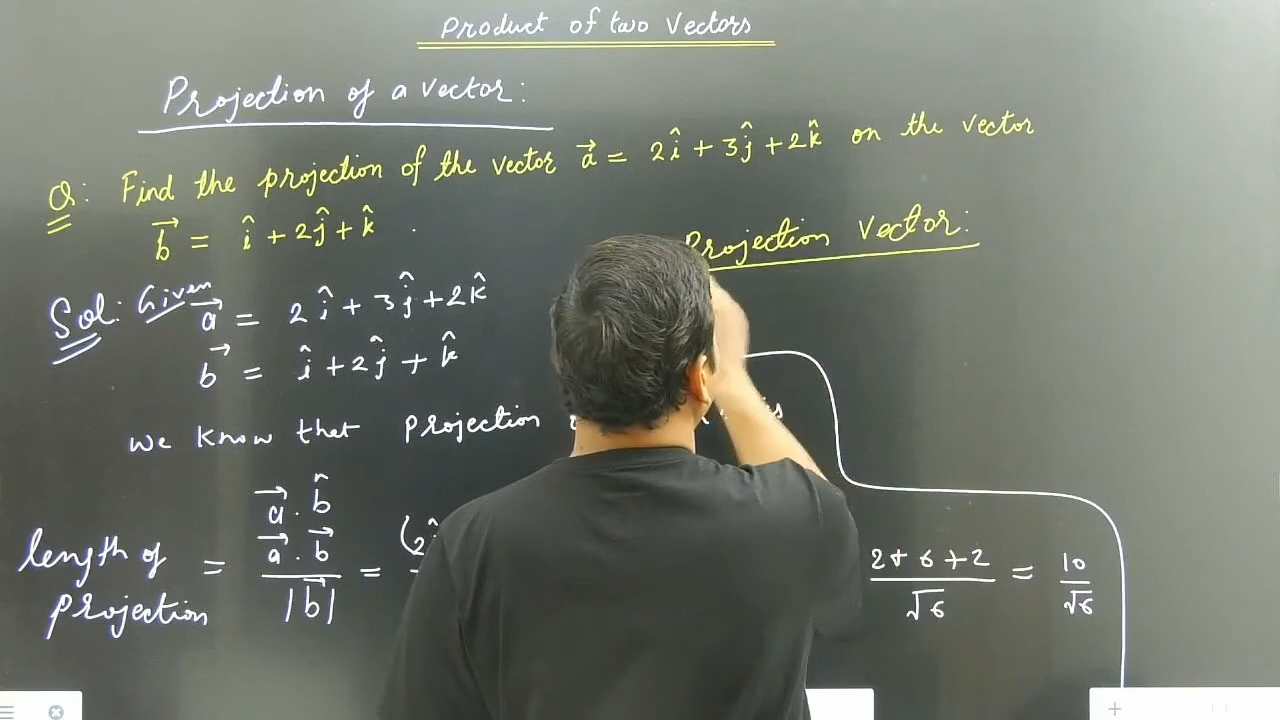 Product of two Vectors
Projection of a vector:
Q: Find the projection of the vector a⃗ = 2î + 3ĵ + 2k̂ on the vector
b⃗ = î + 2ĵ + k̂ .
Projection Vector:
Sol: Given
a⃗ = 2î + 3ĵ + 2k̂
b⃗ = î + 2ĵ + k̂
we know that projection is
a⃗ . b̂
length of projection = a⃗ . b⃗ / |b⃗| = (2î 2 + 6 + 2 / √6 = 10 / √6